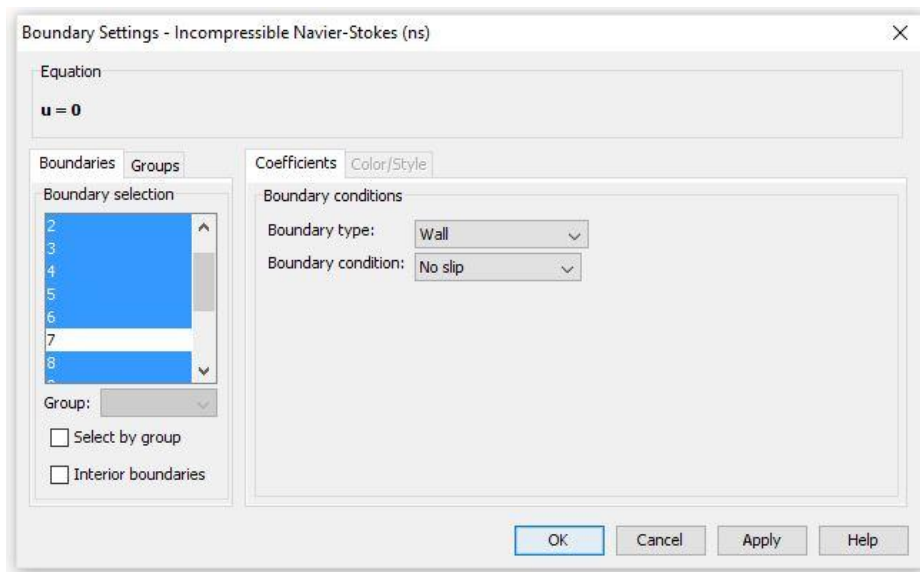 Boundary Settings - Incompressible Navier-Stokes (ns)
Equation
u = 0
Boundaries Groups
Boundary selection
2
3
4
5
6
7
8
Group:
Select by group
Interior boundaries
Coefficients Color/Style
Boundary conditions
Boundary type: Wall
Boundary condition: No slip
OK Cancel Apply Help